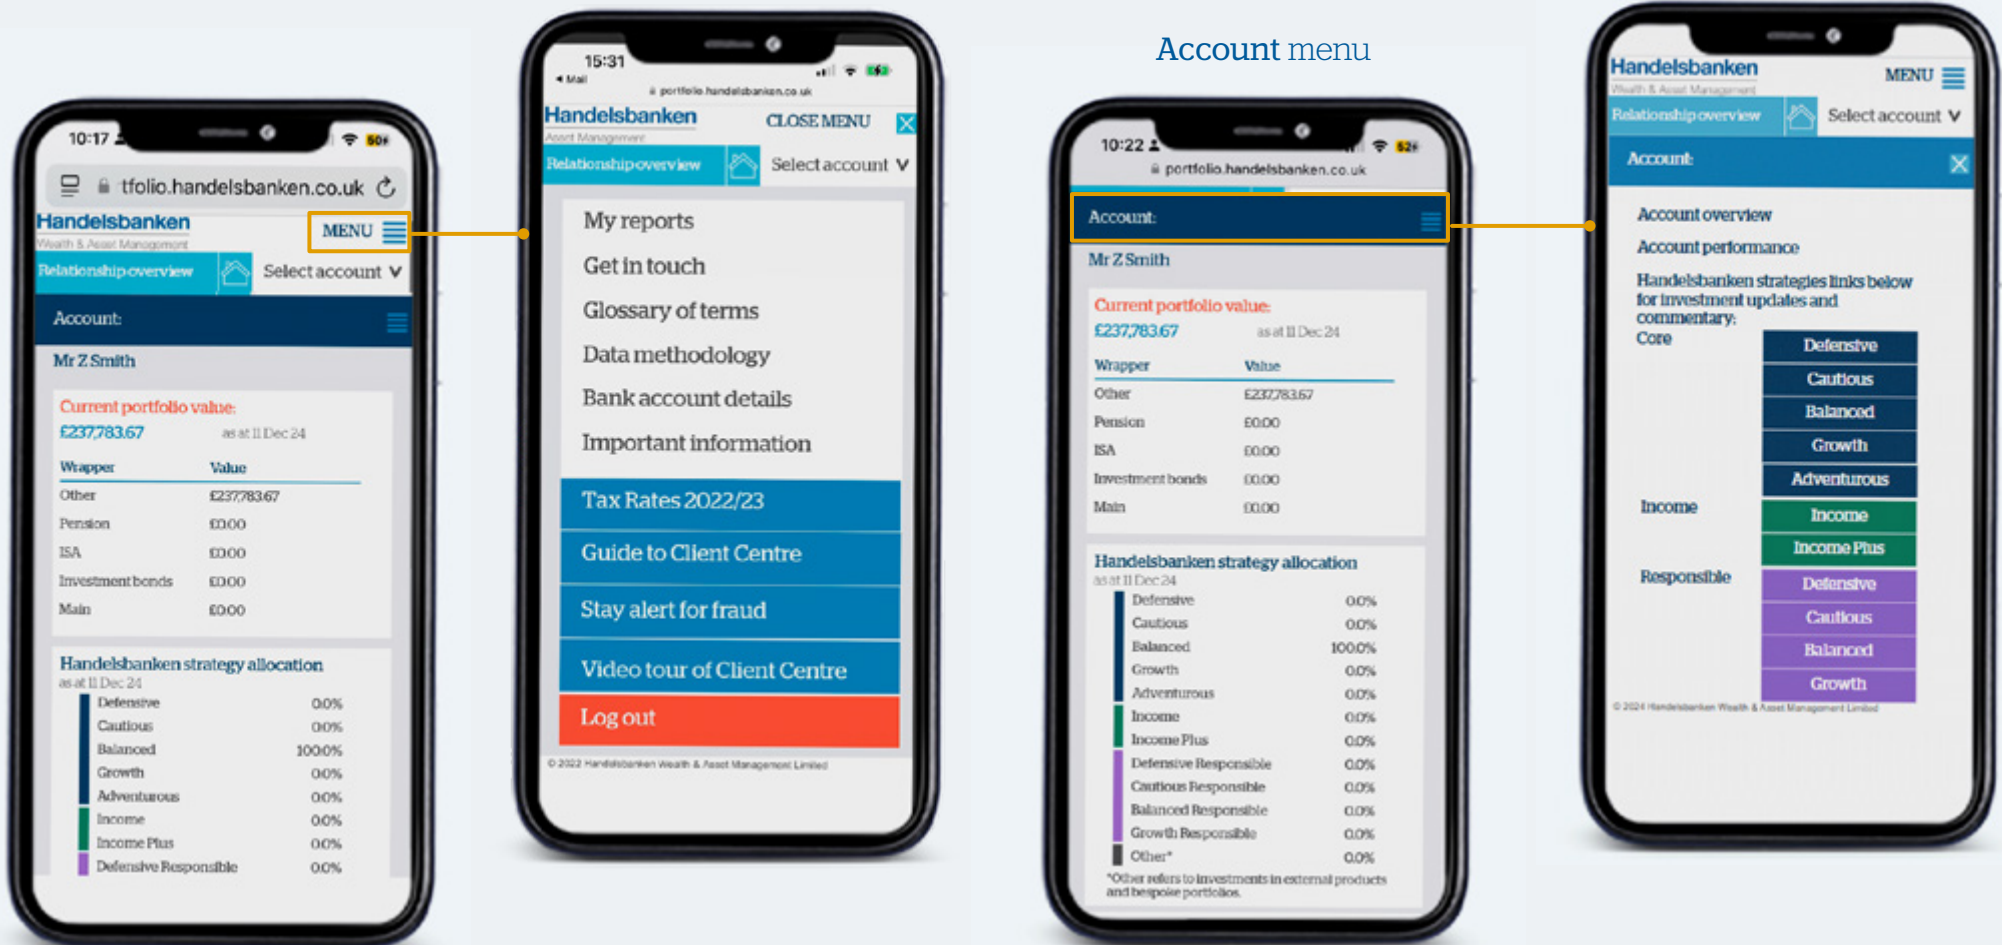 10:17
50
tfolio.handelsbanken.co.uk
Handelsbanken
Wealth & Asset Management
MENU
Relationship overview
Select account
Account:
Mr Z Smith
Current portfolio value:
£237,783.67 as at 11 Dec 24
Wrapper Value
Other £237,783.67
Pension £0.00
ISA £0.00
Investment bonds £0.00
Main £0.00
Handelsbanken strategy allocation
as at 11 Dec 24
Defensive 0.0%
Cautious 0.0%
Balanced 100.0%
Growth 0.0%
Adventurous 0.0%
Income 0.0%
Income Plus 0.0%
Defensive Responsible 0.0%
15:31
Mail
portfolio.handelsbanken.co.uk
Handelsbanken
Asset Management
CLOSE MENU
Relationship overview
Select account
My reports
Get in touch
Glossary of terms
Data methodology
Bank account details
Important information
Tax Rates 2022/23
Guide to Client Centre
Stay alert for fraud
Video tour of Client Centre
Log out
© 2022 Handelsbanken Wealth & Asset Management Limited
Account menu
10:22
52
portfolio.handelsbanken.co.uk
Account:
Mr Z Smith
Current portfolio value:
£237,783.67 as at 11 Dec 24
Wrapper Value
Other £237,783.67
Pension £0.00
ISA £0.00
Investment bonds £0.00
Main £0.00
Handelsbanken strategy allocation
as at 11 Dec 24
Defensive 0.0%
Cautious 0.0%
Balanced 100.0%
Growth 0.0%
Adventurous 0.0%
Income 0.0%
Income Plus 0.0%
Defensive Responsible 0.0%
Cautious Responsible 0.0%
Balanced Responsible 0.0%
Growth Responsible 0.0%
Other* 0.0%
*Other refers to investments in external products
and bespoke portfolios.
Handelsbanken
Wealth & Asset Management
MENU
Relationship overview
Select account
Account:
Account overview
Account performance
Handelsbanken strategies links below
for investment updates and
commentary:
Core
Defensive
Cautious
Balanced
Growth
Adventurous
Income
Income
Income Plus
Responsible
Defensive
Cautious
Balanced
Growth
© 2024 Handelsbanken Wealth & Asset Management Limited